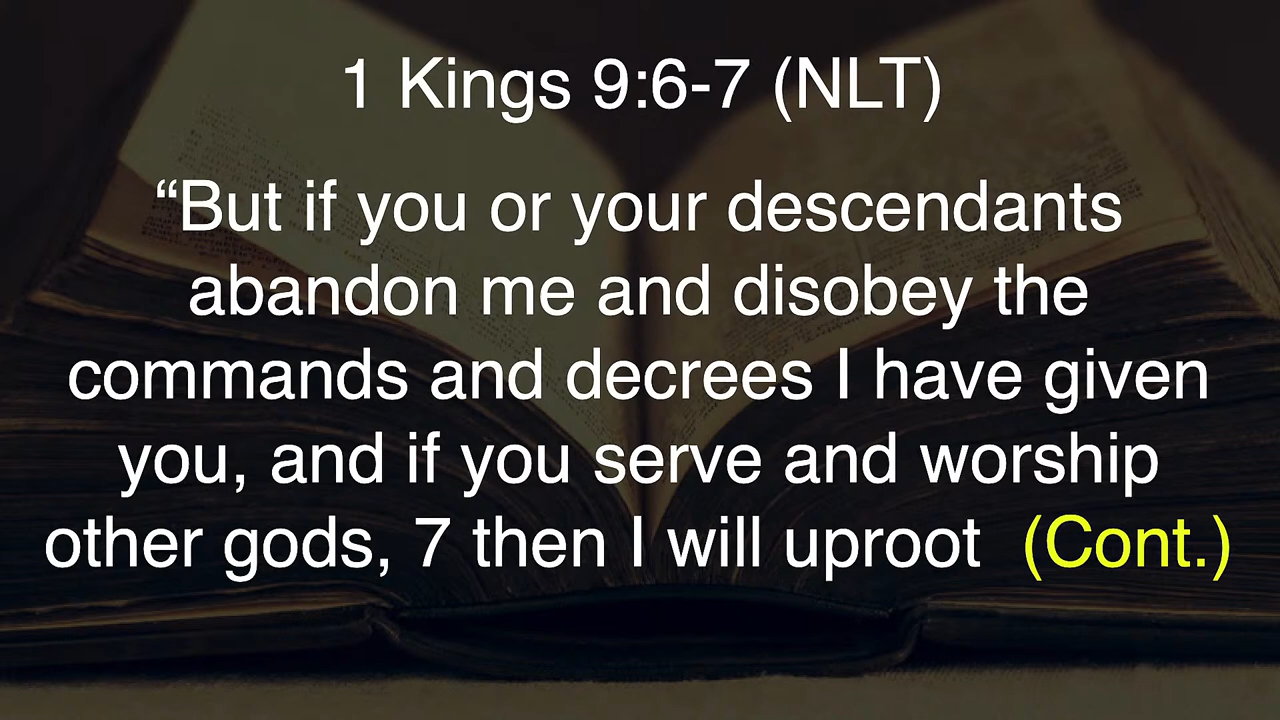 1 Kings 9:6-7 (NLT)
“But if you or your descendants
abandon me and disobey the
commands and decrees I have given
you, and if you serve and worship
other gods, 7 then I will uproot (Cont.)